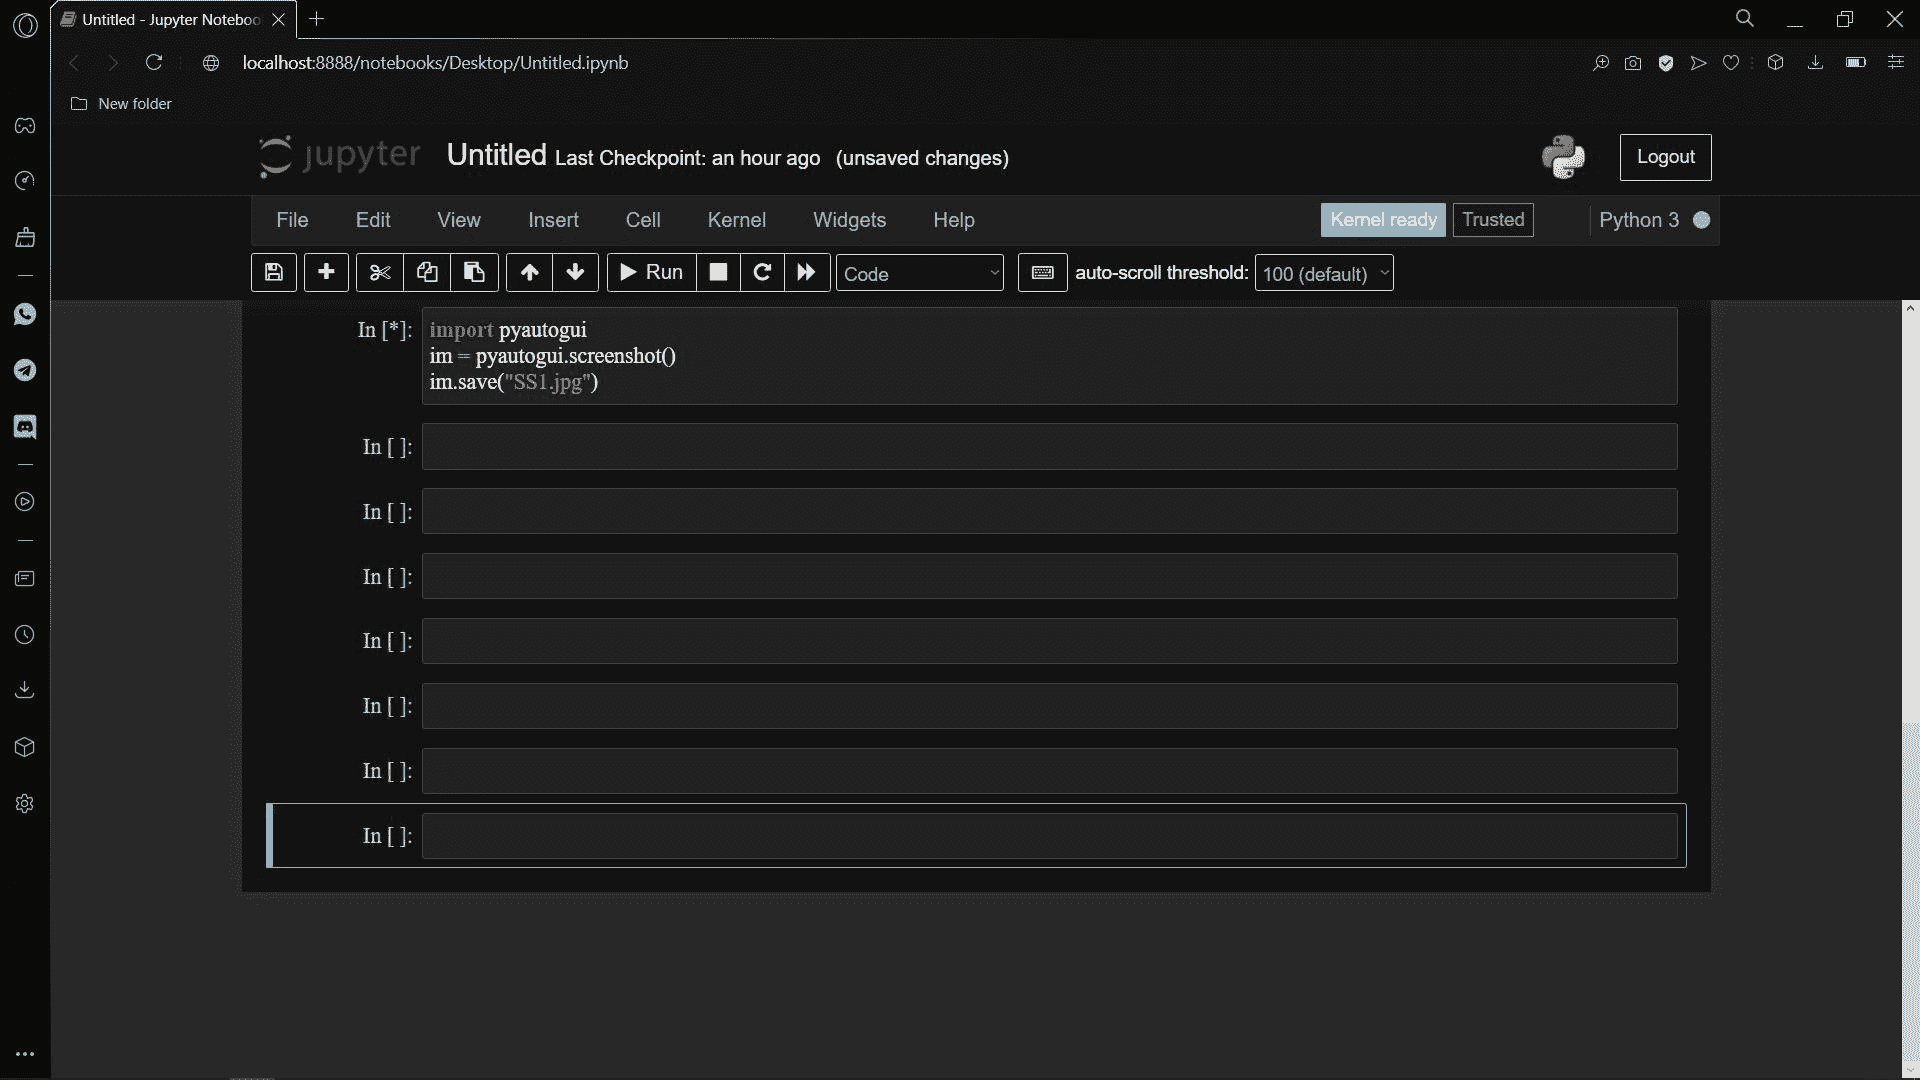 Untitled - Jupyter Noteboo
localhost:8888/notebooks/Desktop/Untitled.ipynb
New folder
jupyter Untitled Last Checkpoint: an hour ago (unsaved changes)
Logout
File Edit View Insert Cell Kernel Widgets Help
Kernel ready Trusted Python 3
Run Code auto-scroll threshold: 100 (default)
In [*]: import pyautogui
im = pyautogui.screenshot()
im.save("SS1.jpg")
In [ ]:
In [ ]:
In [ ]:
In [ ]:
In [ ]:
In [ ]:
In [ ]: